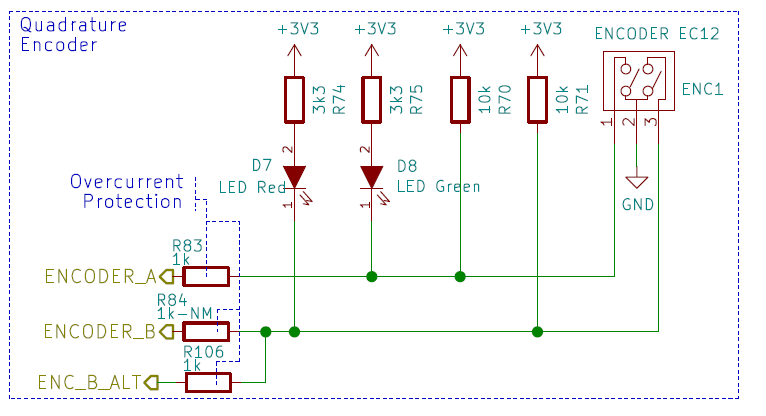 Quadrature
Encoder
+3V3
+3V3
+3V3
+3V3
ENCODER EC12
3k3
R74
3k3
R75
10k
R70
10k
R71
ENC1
1
2
3
2
2
D7
LED Red
D8
LED Green
1
1
GND
Overcurrent
Protection
R83
1k
ENCODER_A
R84
1k-NM
ENCODER_B
R106
1k
ENC_B_ALT